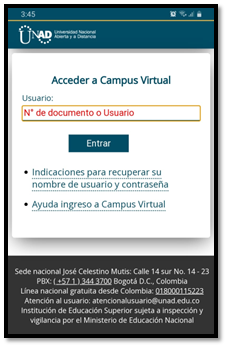 3:45
UNAD Universidad Nacional
Abierta y a Distancia
Acceder a Campus Virtual
Usuario:
N° de documento o Usuario
Entrar
• Indicaciones para recuperar su
nombre de usuario y contraseña
• Ayuda ingreso a Campus Virtual
Sede nacional José Celestino Mutis: Calle 14 sur No. 14 - 23
PBX: ( +57 1 ) 344 3700 Bogotá D.C., Colombia
Línea nacional gratuita desde Colombia: 018000115223
Atención al usuario: atencionalusuario@unad.edu.co
Institución de Educación Superior sujeta a inspección y
vigilancia por el Ministerio de Educación Nacional